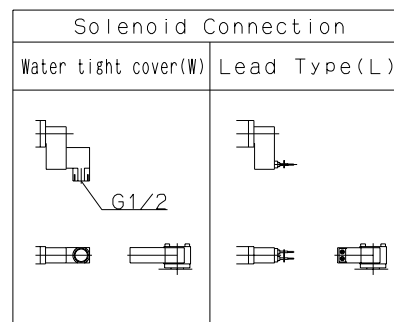 Solenoid Connection
Water tight cover(W)
Lead Type(L)
G1/2